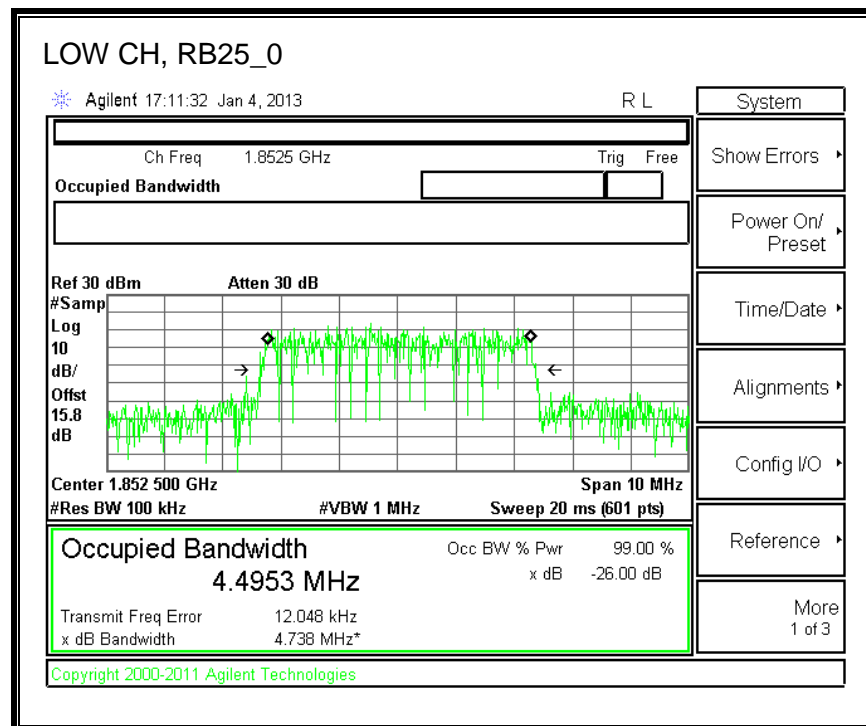 LOW CH, RB25_0
Agilent 17:11:32 Jan 4, 2013 R L
System
Ch Freq 1.8525 GHz Trig Free
Show Errors
Occupied Bandwidth
Power On/
Preset
Ref 30 dBm Atten 30 dB
#Samp
Log
10
dB/
Offst
15.8
dB
Time/Date
Alignments
Config I/O
Center 1.852 500 GHz Span 10 MHz
#Res BW 100 kHz #VBW 1 MHz Sweep 20 ms (601 pts)
Reference
Occupied Bandwidth Occ BW % Pwr 99.00 %
4.4953 MHz x dB -26.00 dB
Transmit Freq Error 12.048 kHz
x dB Bandwidth 4.738 MHz*
More
1 of 3
Copyright 2000-2011 Agilent Technologies